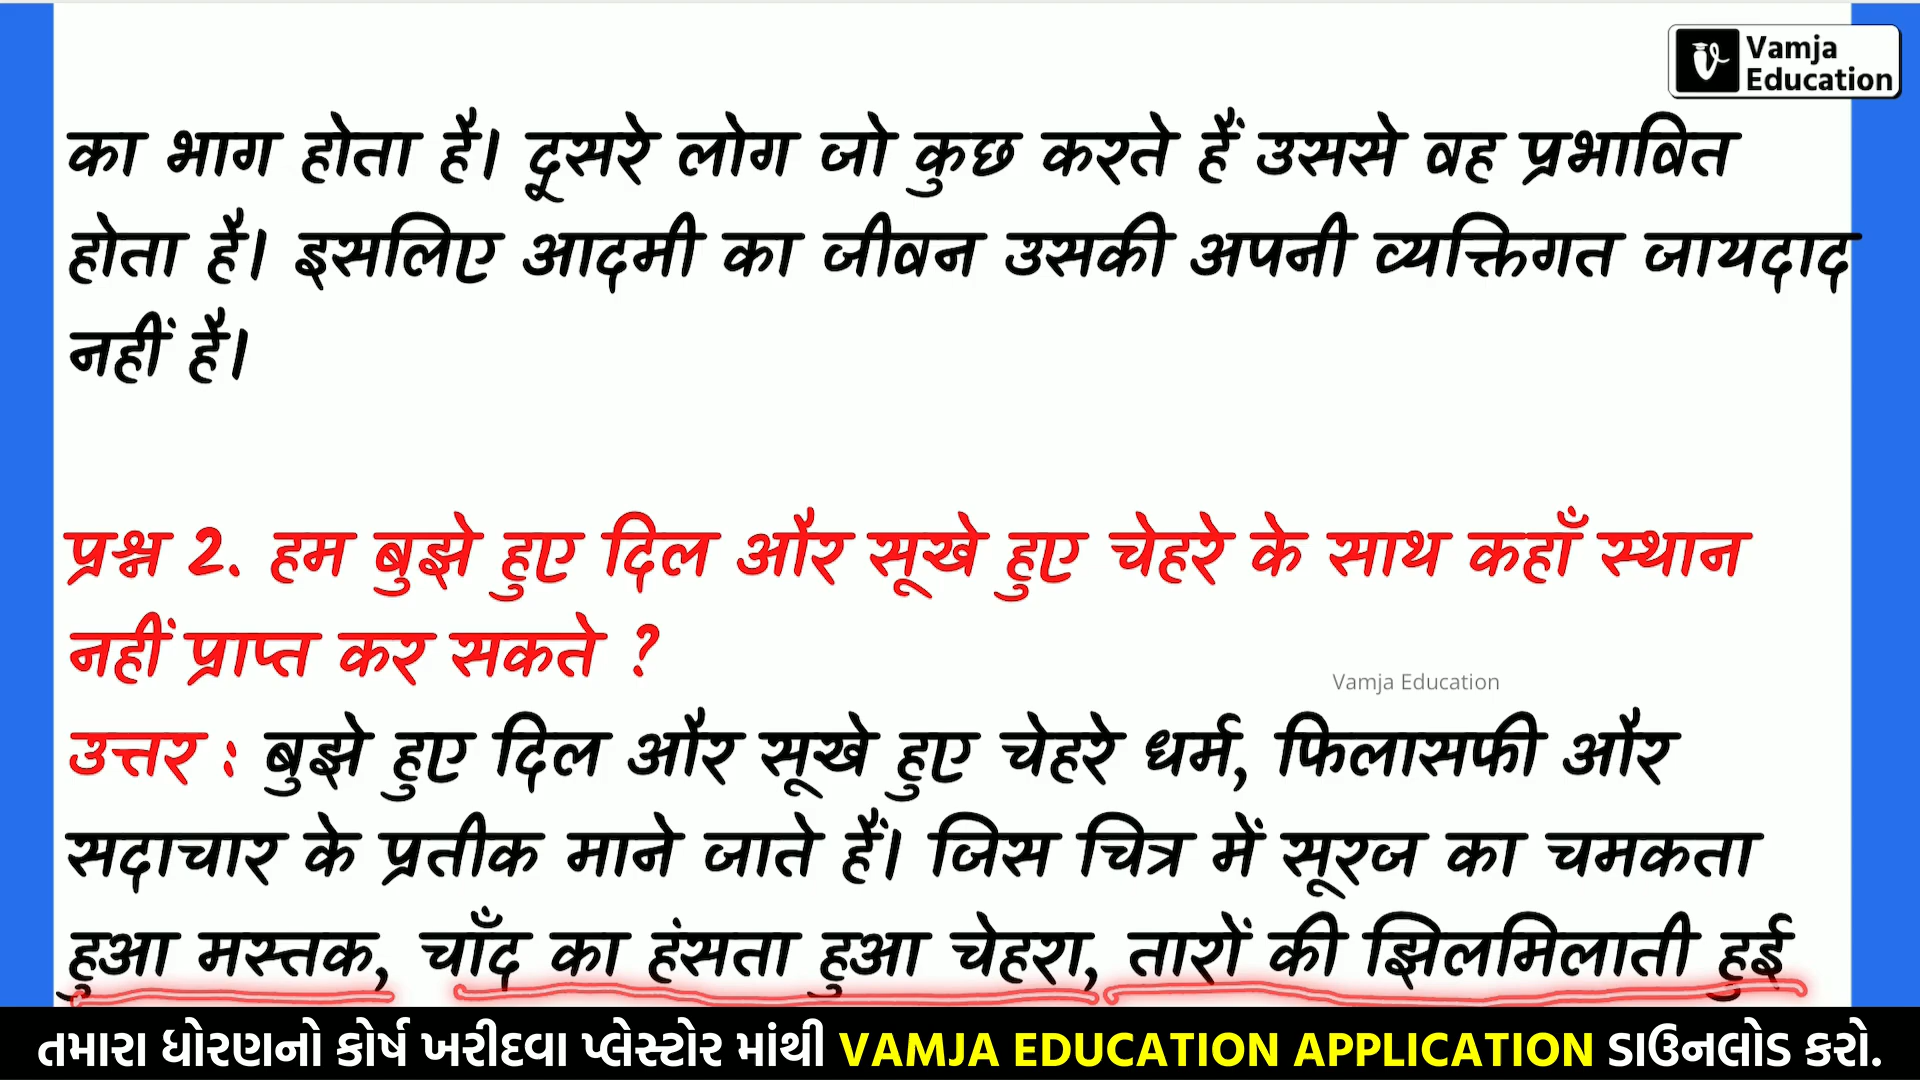 Vamja
Education
का भाग होता है। दूसरे लोग जो कुछ करते हैं उससे वह प्रभावित
होता है। इसलिए आदमी का जीवन उसकी अपनी व्यक्तिगत जायदाद
नहीं है।
प्रश्न 2. हम बुझे हुए दिल और सूखे हुए चेहरे के साथ कहाँ स्थान
नहीं प्राप्त कर सकते ?
Vamja Education
उत्तर : बुझे हुए दिल और सूखे हुए चेहरे धर्म, फिलासफी और
सदाचार के प्रतीक माने जाते हैं। जिस चित्र में सूरज का चमकता
हुआ मस्तक, चाँद का हंसता हुआ चेहरा, तारों की झिलमिलाती हुई
તમારા ધોરણનો કોર્ષ ખરીદવા પ્લેસ્ટોર માંથી VAMJA EDUCATION APPLICATION ડાઉનલોડ કરો.